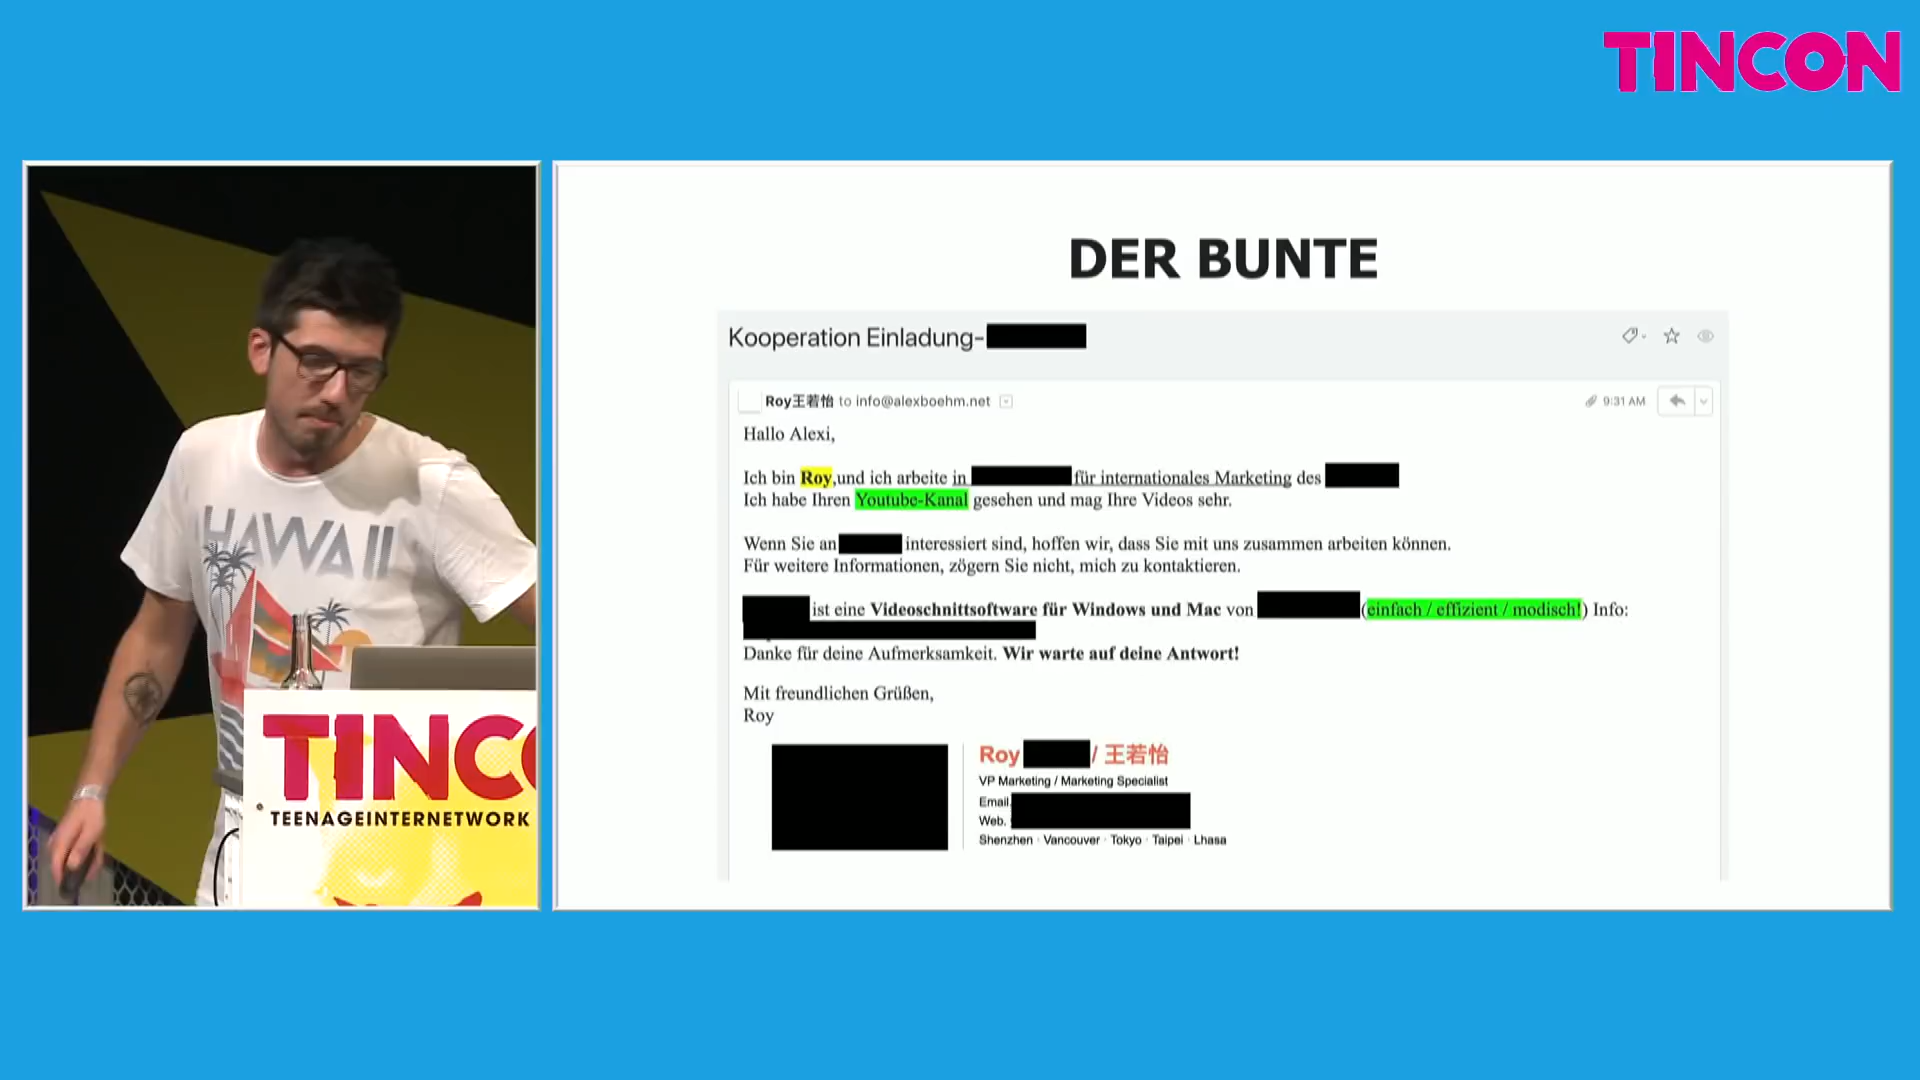 TINCON
DER BUNTE
Kooperation Einladung-
Roy王若怡 to info@alexboehm.net
9:31 AM
Hallo Alexi,
Ich bin Roy,und ich arbeite in für internationales Marketing des
Ich habe Ihren Youtube-Kanal gesehen und mag Ihre Videos sehr.
Wenn Sie an interessiert sind, hoffen wir, dass Sie mit uns zusammen arbeiten können.
Für weitere Informationen, zögern Sie nicht, mich zu kontaktieren.
ist eine Videoschnittsoftware für Windows und Mac von (einfach / effizient / modisch!) Info:
Danke für deine Aufmerksamkeit. Wir warte auf deine Antwort!
Mit freundlichen Grüßen,
Roy
Roy / 王若怡
VP Marketing / Marketing Specialist
Email
Web.
Shenzhen · Vancouver · Tokyo · Taipei · Lhasa
HAWAII
TINC
TEENAGEINTERNETWORK